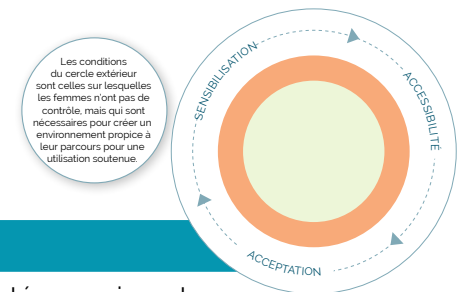 Les conditions
du cercle extérieur
sont celles sur lesquelles
les femmes n'ont pas de
contrôle, mais qui sont
nécessaires pour créer un
environnement propice à
leur parcours pour une
utilisation soutenue.
SENSIBILISATION
ACCESSIBILITÉ
ACCEPTATION